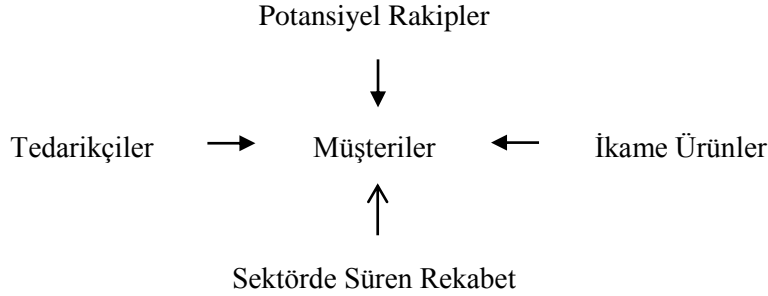 Potansiyel Rakipler
Tedarikçiler Müşteriler İkame Ürünler
Sektörde Süren Rekabet